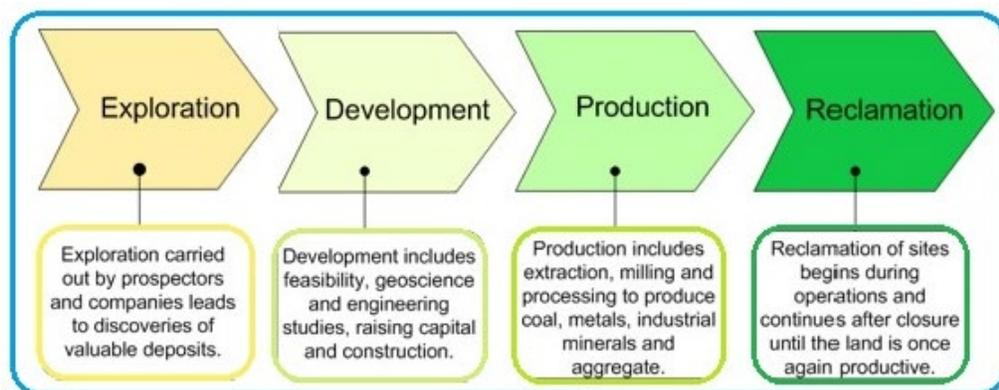 Exploration
Development
Production
Reclamation
Exploration carried
out by prospectors
and companies leads
to discoveries of
valuable deposits.
Development includes
feasibility, geoscience
and engineering
studies, raising capital
and construction.
Production includes
extraction, milling and
processing to produce
coal, metals, industrial
minerals and
aggregate.
Reclamation of sites
begins during
operations and
continues after closure
until the land is once
again productive.